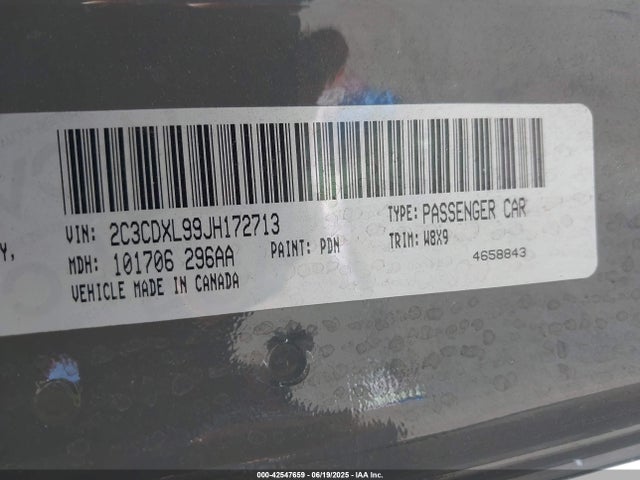 Y,
VIN: 2C3CDXL99JH172713
TYPE: PASSENGER CAR
MDH: 101706 296AA
PAINT: PDN
TRIM: W8X9
VEHICLE MADE IN CANADA
4658843
000-42547659 - 06/19/2025 - IAA Inc.